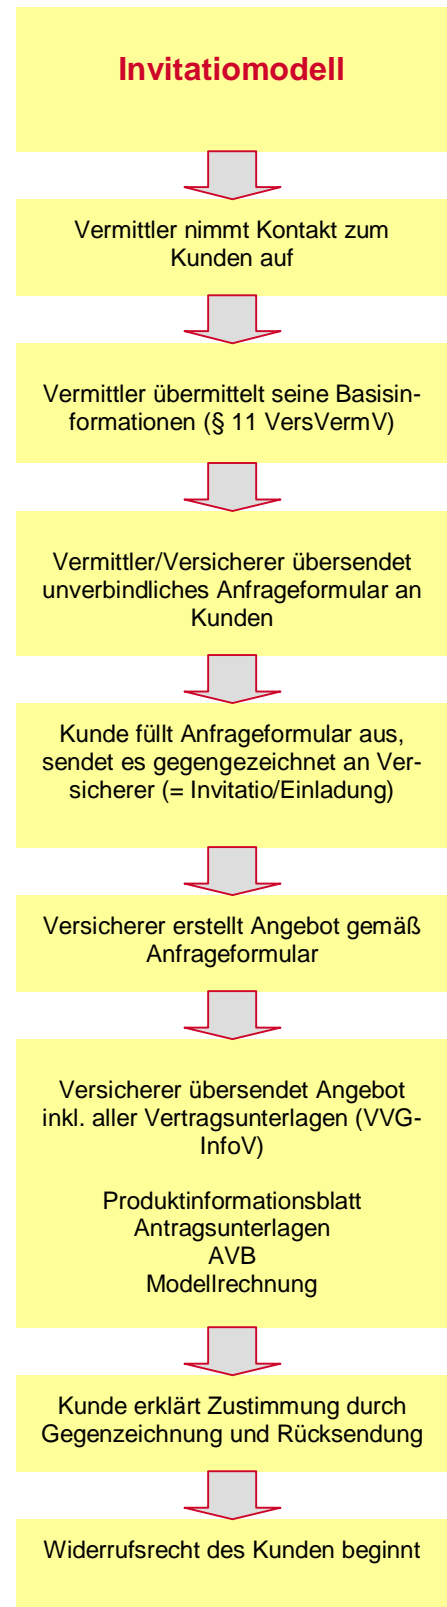 Invitatiomodell
Vermittler nimmt Kontakt zum
Kunden auf
Vermittler übermittelt seine Basisin-
formationen (§ 11 VersVermV)
Vermittler/Versicherer übersendet
unverbindliches Anfrageformular an
Kunden
Kunde füllt Anfrageformular aus,
sendet es gegengezeichnet an Ver-
sicherer (= Invitatio/Einladung)
Versicherer erstellt Angebot gemäß
Anfrageformular
Versicherer übersendet Angebot
inkl. aller Vertragsunterlagen (VVG-
InfoV)
Produktinformationsblatt
Antragsunterlagen
AVB
Modellrechnung
Kunde erklärt Zustimmung durch
Gegenzeichnung und Rücksendung
Widerrufsrecht des Kunden beginnt